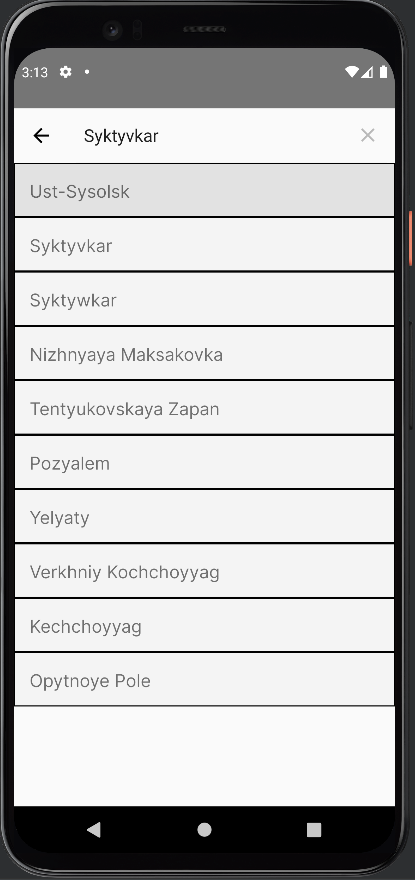 3:13
Syktyvkar
Ust-Sysolsk
Syktyvkar
Syktywkar
Nizhnyaya Maksakovka
Tentyukovskaya Zapan
Pozyalem
Yelyaty
Verkhniy Kochchoyyag
Kechchoyyag
Opytnoye Pole